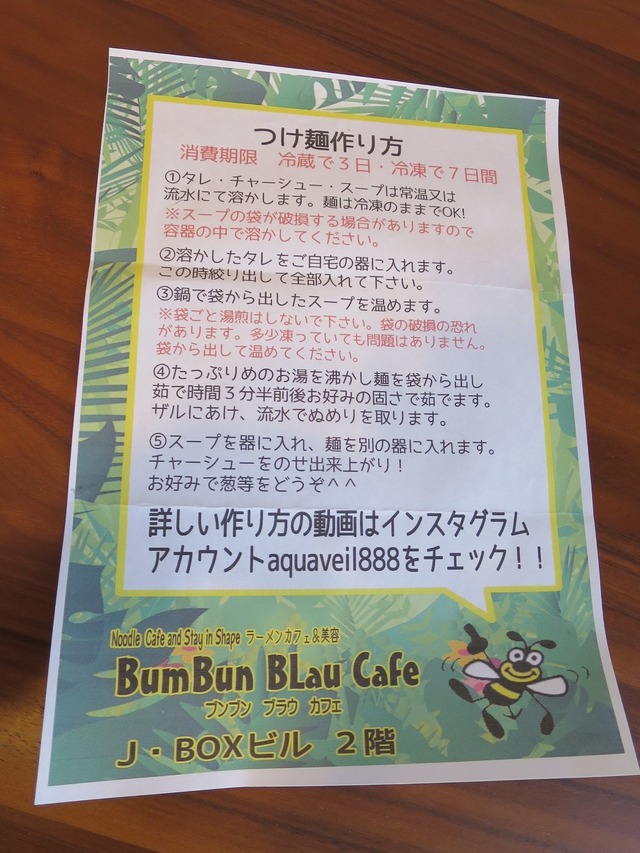 つけ麺作り方
消費期限　冷蔵で３日・冷凍で７日間
①タレ・チャーシュー・スープは常温又は
流水にて溶かします。麺は冷凍のままでOK!
※スープの袋が破損する場合がありますので
容器の中で溶かしてください。
②溶かしたタレをご自宅の器に入れます。
この時絞り出して全部入れて下さい。
③鍋で袋から出したスープを温めます。
※袋ごと湯煎はしないで下さい。袋の破損の恐れ
があります。多少凍っていても問題はありません。
袋から出して温めてください。
④たっぷりめのお湯を沸かし麺を袋から出し
茹で時間３分半前後お好みの固さで茹でます。
ザルにあけ、流水でぬめりを取ります。
⑤スープを器に入れ、麺を別の器に入れます。
チャーシューをのせ出来上がり！
お好みで葱等をどうぞ^ ^
詳しい作り方の動画はインスタグラム
アカウントaquaveil888をチェック！！
Noodle Cafe and Stay in Shape ラーメンカフェ&美容
BumBun BLau Cafe
ブンブン ブラウ カフェ
J・BOXビル ２階